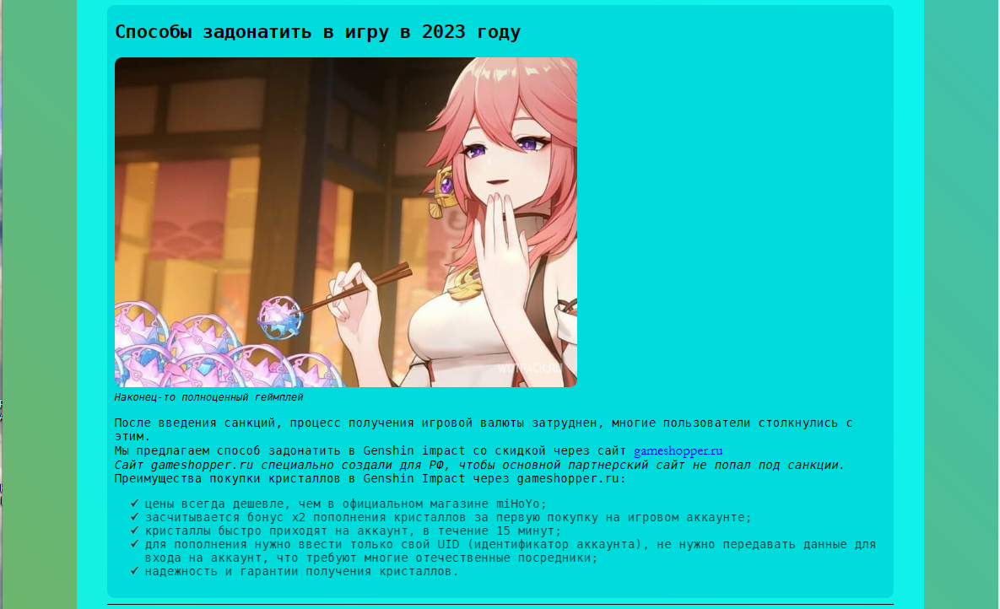 Способы задонатить в игру в 2023 году
WOTPACK.RU
Наконец-то полноценный геймплей
После введения санкций, процесс получения игровой валюты затруднен, многие пользователи столкнулись с
этим.
Мы предлагаем способ задонатить в Genshin impact со скидкой через сайт gameshopper.ru
Сайт gameshopper.ru специально создали для РФ, чтобы основной партнерский сайт не попал под санкции.
Преимущества покупки кристаллов в Genshin Impact через gameshopper.ru:
✓ цены всегда дешевле, чем в официальном магазине miHoYo;
✓ засчитывается бонус x2 пополнения кристаллов за первую покупку на игровом аккаунте;
✓ кристаллы быстро приходят на аккаунт, в течение 15 минут;
✓ для пополнения нужно ввести только свой UID (идентификатор аккаунта), не нужно передавать данные для
входа на аккаунт, что требуют многие отечественные посредники;
✓ надежность и гарантии получения кристаллов.